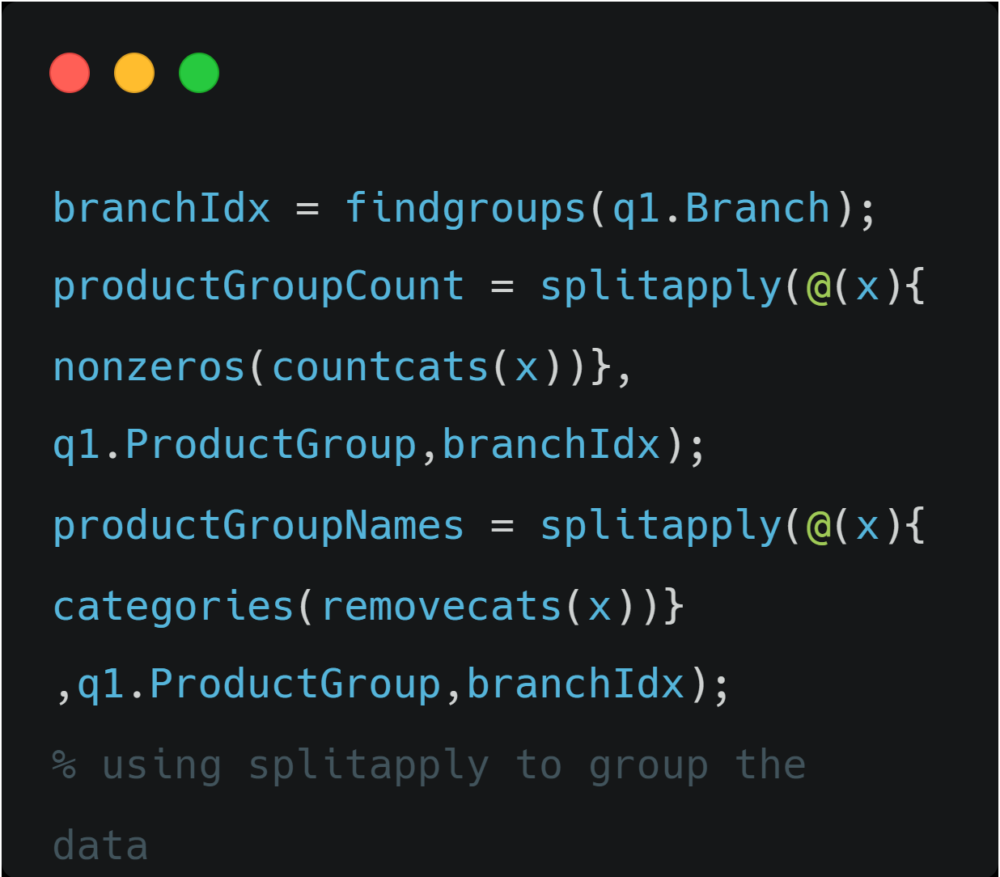 branchIdx = findgroups(q1.Branch);
productGroupCount = splitapply(@(x){
nonzeros(countcats(x))},
q1.ProductGroup,branchIdx);
productGroupNames = splitapply(@(x){
categories(removecats(x))}
,q1.ProductGroup,branchIdx);
% using splitapply to group the
data